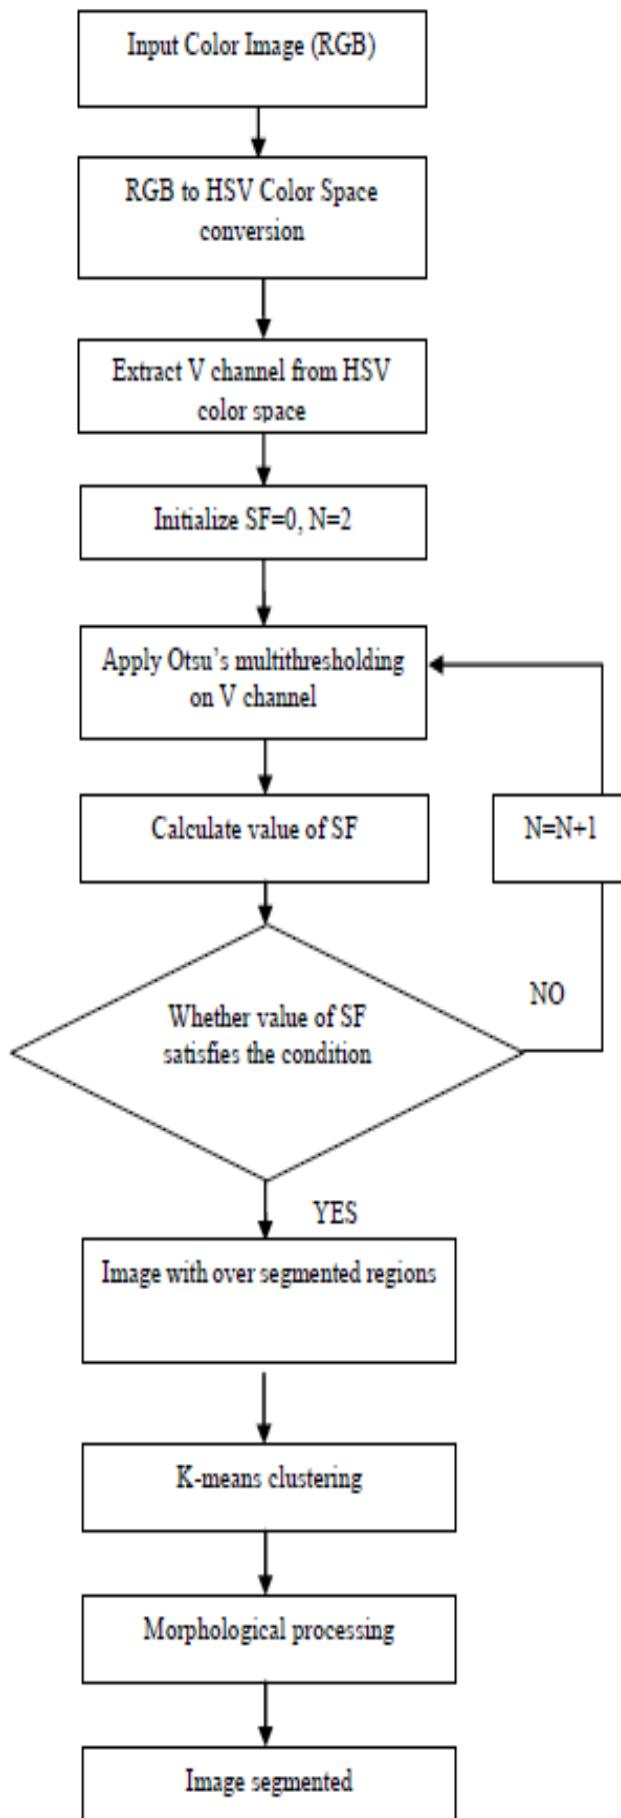 Input Color Image (RGB)
RGB to HSV Color Space
conversion
Extract V channel from HSV
color space
Initialize SF=0, N=2
Apply Otsu’s multithresholding
on V channel
Calculate value of SF
N=N+1
Whether value of SF
satisfies the condition
NO
YES
Image with over segmented regions
K-means clustering
Morphological processing
Image segmented